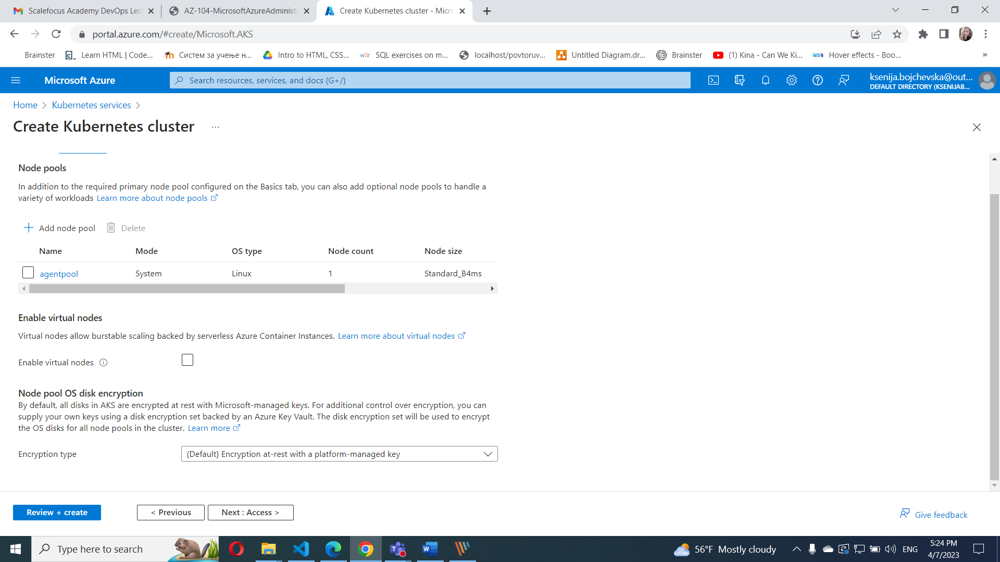 Scalefocus Academy DevOps Lect
AZ-104-MicrosoftAzureAdministr
Create Kubernetes cluster - Micro
portal.azure.com/#create/Microsoft.AKS
Brainster
Learn HTML | Code...
Систем за учење н...
Intro to HTML, CSS...
w3r SQL exercises on m...
localhost/povtoruv...
Untitled Diagram.dr...
Brainster
(1) Kina - Can We Ki...
MDB Hover effects - Boo...
»
Microsoft Azure
Search resources, services, and docs (G+/)
ksenija.bojchevska@out...
DEFAULT DIRECTORY (KSENIJAB...
Home > Kubernetes services >
Create Kubernetes cluster ...
Node pools
In addition to the required primary node pool configured on the Basics tab, you can also add optional node pools to handle a
variety of workloads Learn more about node pools
Add node pool Delete
Name Mode OS type Node count Node size
agentpool System Linux 1 Standard_B4ms
Enable virtual nodes
Virtual nodes allow burstable scaling backed by serverless Azure Container Instances. Learn more about virtual nodes
Enable virtual nodes
Node pool OS disk encryption
By default, all disks in AKS are encrypted at rest with Microsoft-managed keys. For additional control over encryption, you can
supply your own keys using a disk encryption set backed by an Azure Key Vault. The disk encryption set will be used to encrypt
the OS disks for all node pools in the cluster. Learn more
Encryption type (Default) Encryption at-rest with a platform-managed key
Review + create
< Previous
Next : Access >
Give feedback
Type here to search
56°F Mostly cloudy
ENG
5:24 PM
4/7/2023